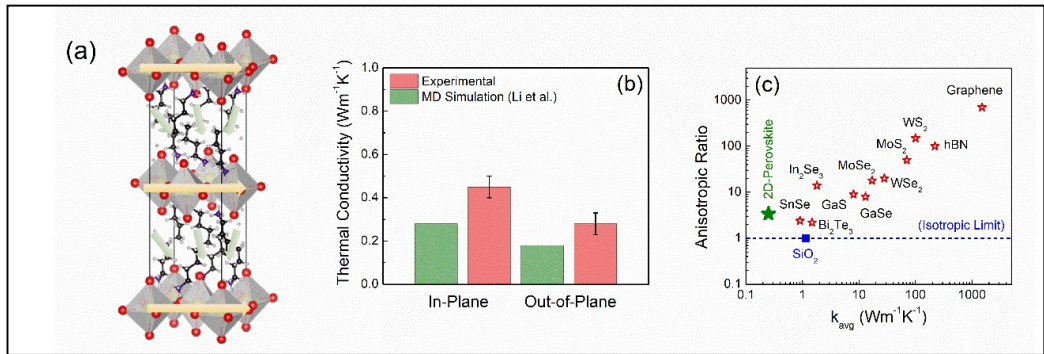 (a)
Thermal Conductivity (Wm⁻¹K⁻¹)
1.0
0.8
0.6
0.4
0.2
0.0
Experimental
MD Simulation (Li et al.)
(b)
In-Plane
Out-of-Plane
Anisotropic Ratio
1000
100
10
1
0.1
(c)
Graphene
WS₂
MoS₂
hBN
MoSe₂
WSe₂
In₂Se₃
GaS
GaSe
SnSe
Bi₂Te₃
2D-Perovskite
(Isotropic Limit)
SiO₂
0.1
1
10
100
1000
k_avg (Wm⁻¹K⁻¹)